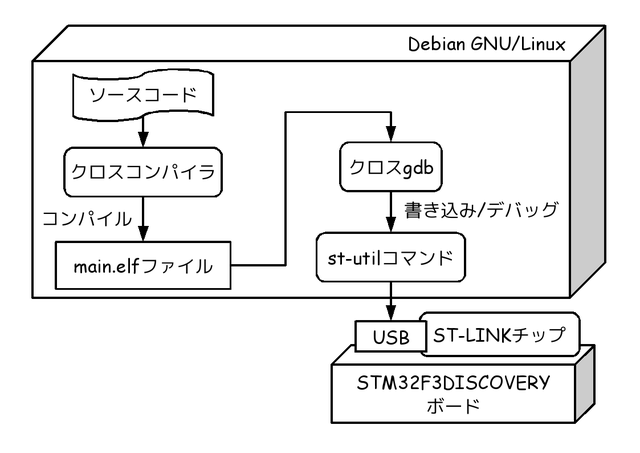 Debian GNU/Linux
ソースコード
クロスコンパイラ
コンパイル
main.elfファイル
クロスgdb
書き込み/デバッグ
st-utilコマンド
USB
ST-LINKチップ
STM32F3DISCOVERY
ボード